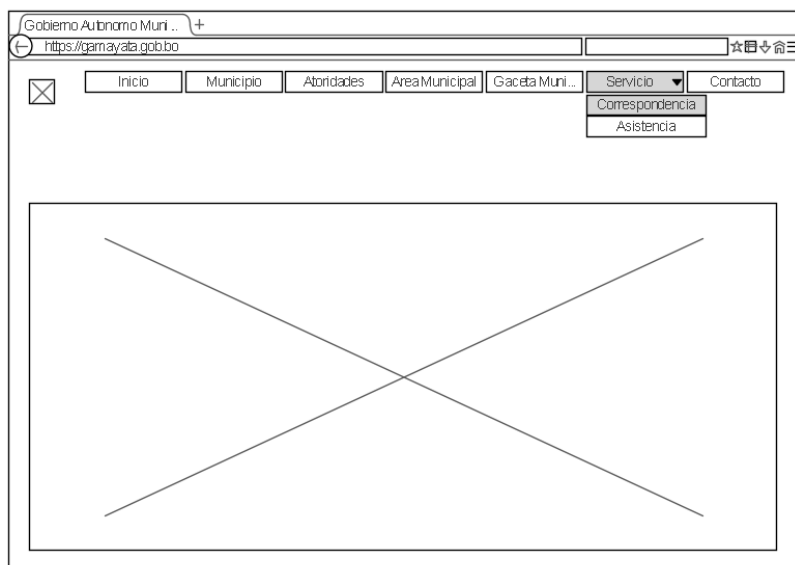 Gobierno Autonomo Muni ..
+
https://gamayata.gob.bo
Inicio Municipio Atoridades Area Municipal Gaceta Muni... Servicio Contacto
Correspondencia
Asistencia